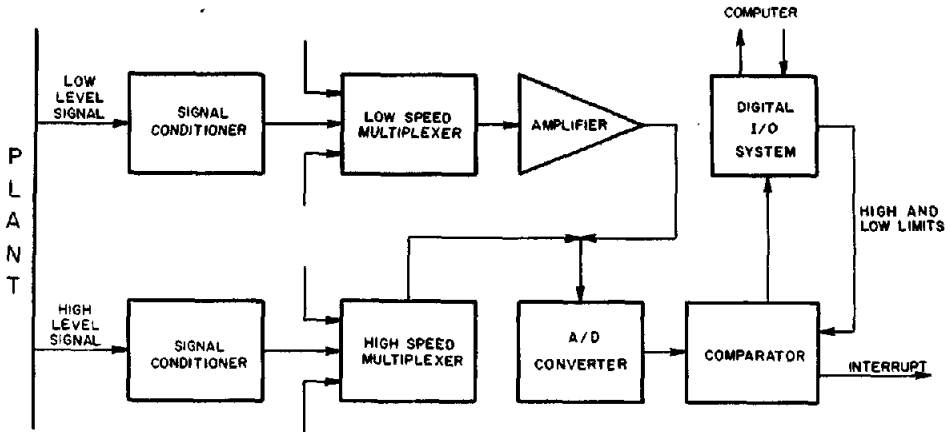 COMPUTER
LOW
LEVEL
SIGNAL
SIGNAL
CONDITIONER
LOW SPEED
MULTIPLEXER
AMPLIFIER
DIGITAL
I/O
SYSTEM
PLANT
HIGH AND
LOW LIMITS
HIGH
LEVEL
SIGNAL
SIGNAL
CONDITIONER
HIGH SPEED
MULTIPLEXER
A/D
CONVERTER
COMPARATOR
INTERRUPT